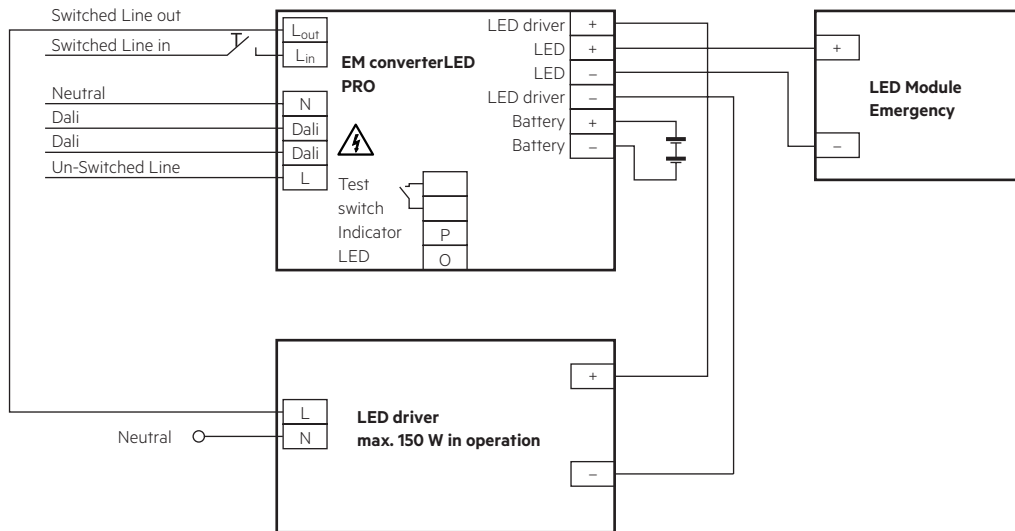 Switched Line out
Switched Line in
Neutral
Dali
Dali
Un-Switched Line
Lout
Lin
N
Dali
Dali
L
EM converterLED
PRO
Test
switch
Indicator
LED
P
O
LED driver +
LED +
LED –
LED driver –
Battery +
Battery –
+
–
LED Module
Emergency
Neutral
L
N
LED driver
max. 150 W in operation
+
–